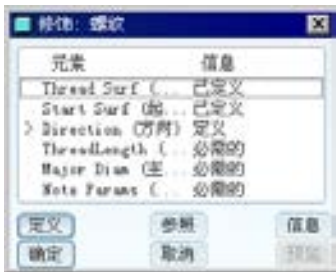 修饰: 螺纹
元素 信息
Thread Surf (... 已定义
Start Surf (起... 已定义
> Direction (方向) 定义
ThreadLength (... 必需的
Major Diam (主... 必需的
Note Params (... 必需的
定义 参照 信息
确定 取消 预览